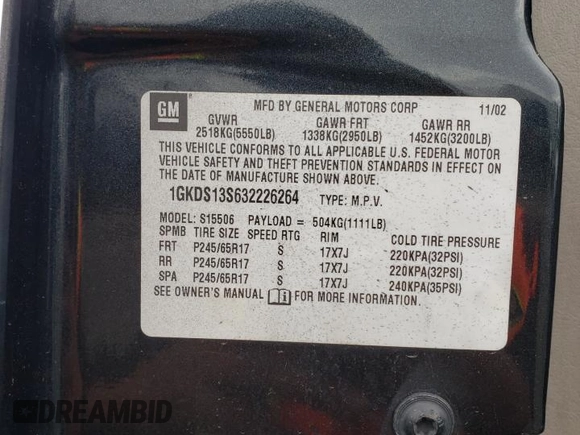 GM
MFD BY GENERAL MOTORS CORP 11/02
GVWR GAWR FRT GAWR RR
2518KG(5550LB) 1338KG(2950LB) 1452KG(3200LB)
THIS VEHICLE CONFORMS TO ALL APPLICABLE U.S. FEDERAL MOTOR
VEHICLE SAFETY AND THEFT PREVENTION STANDARDS IN EFFECT ON
THE DATE OF MANUFACTURE SHOWN ABOVE.
1GKDS13S632226264 TYPE: M.P.V.
MODEL: S15506 PAYLOAD = 504KG(1111LB)
SPMB TIRE SIZE SPEED RTG RIM COLD TIRE PRESSURE
FRT P245/65R17 S 17X7J 220KPA(32PSI)
RR P245/65R17 S 17X7J 220KPA(32PSI)
SPA P245/65R17 S 17X7J 240KPA(35PSI)
SEE OWNER'S MANUAL FOR MORE INFORMATION.
DREAMBID